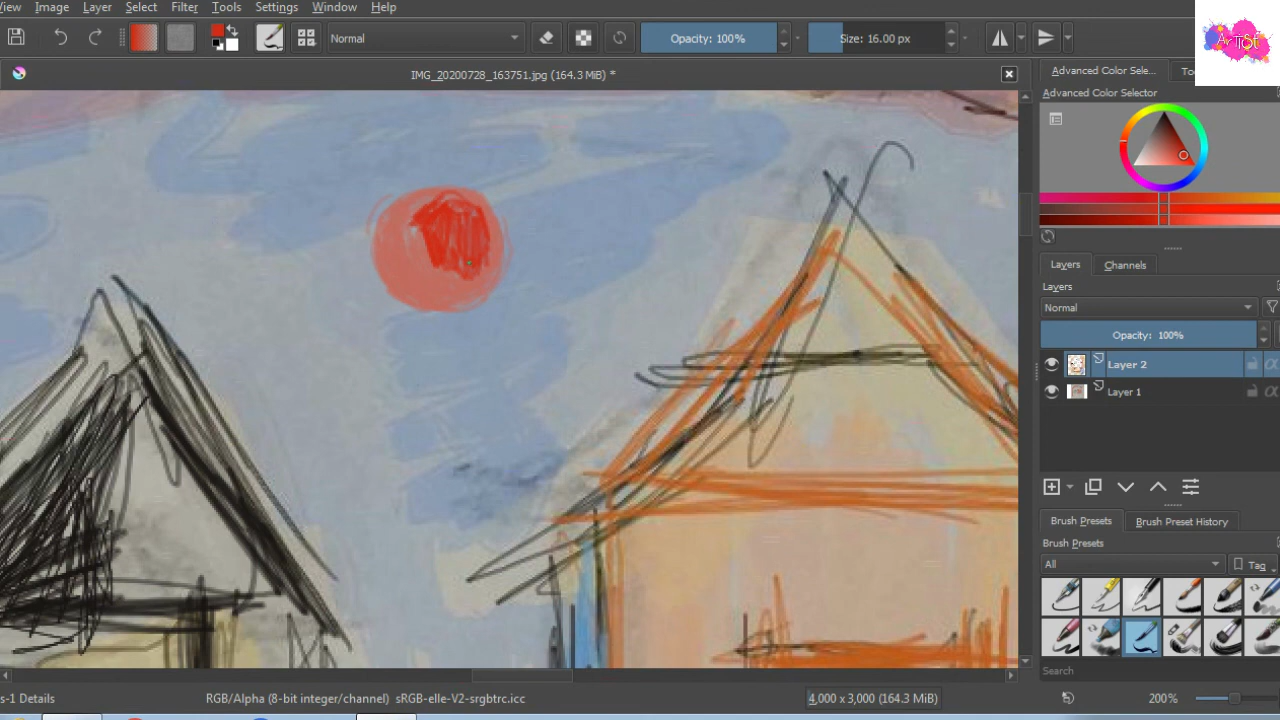 View Image Layer Select Filter Tools Settings Window Help
Normal
Opacity: 100%
Size: 16.00 px
ArTiSt
IMG_20200728_163751.jpg (164.3 MiB) *
Advanced Color Sele...
Advanced Color Selector
Layers Channels
Layers
Normal
Opacity: 100%
Layer 2
Layer 1
Brush Presets Brush Preset History
Brush Presets
All
Tag
Search
s-1 Details
RGB/Alpha (8-bit integer/channel) sRGB-elle-V2-srgbtrc.icc
4,000 x 3,000 (164.3 MiB)
200%